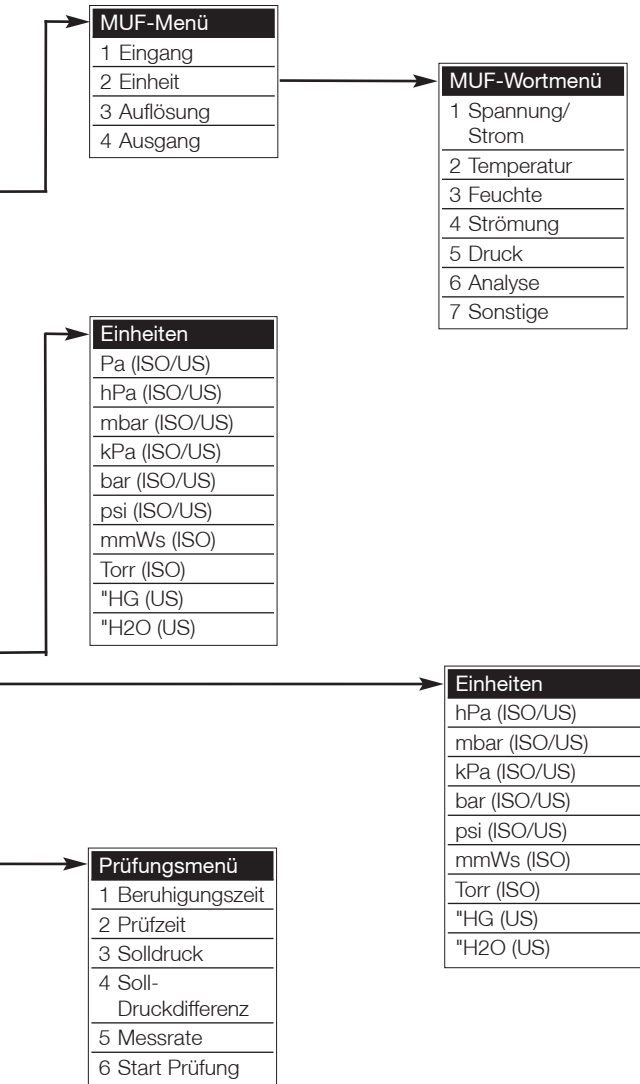 MUF-Menü
1 Eingang
2 Einheit
3 Auflösung
4 Ausgang
MUF-Wortmenü
1 Spannung/
Strom
2 Temperatur
3 Feuchte
4 Strömung
5 Druck
6 Analyse
7 Sonstige
Einheiten
Pa (ISO/US)
hPa (ISO/US)
mbar (ISO/US)
kPa (ISO/US)
bar (ISO/US)
psi (ISO/US)
mmWs (ISO)
Torr (ISO)
"HG (US)
"H2O (US)
Einheiten
hPa (ISO/US)
mbar (ISO/US)
kPa (ISO/US)
bar (ISO/US)
psi (ISO/US)
mmWs (ISO)
Torr (ISO)
"HG (US)
"H2O (US)
Prüfungsmenü
1 Beruhigungszeit
2 Prüfzeit
3 Solldruck
4 Soll-
Druckdifferenz
5 Messrate
6 Start Prüfung